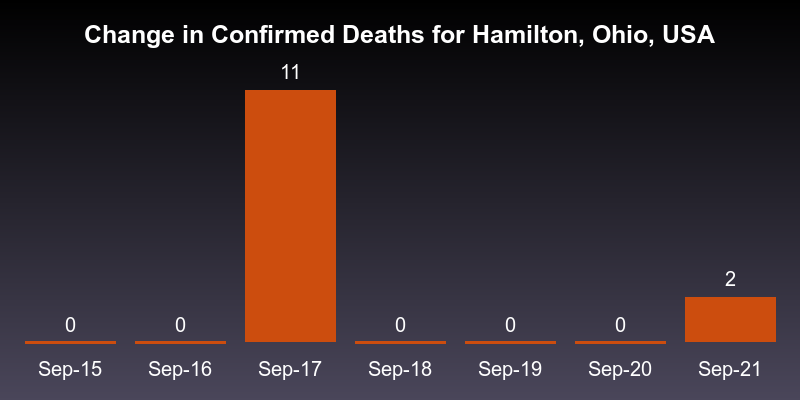 Change in Confirmed Deaths for Hamilton, Ohio, USA
11
2
0 0 0 0 0
Sep-15 Sep-16 Sep-17 Sep-18 Sep-19 Sep-20 Sep-21